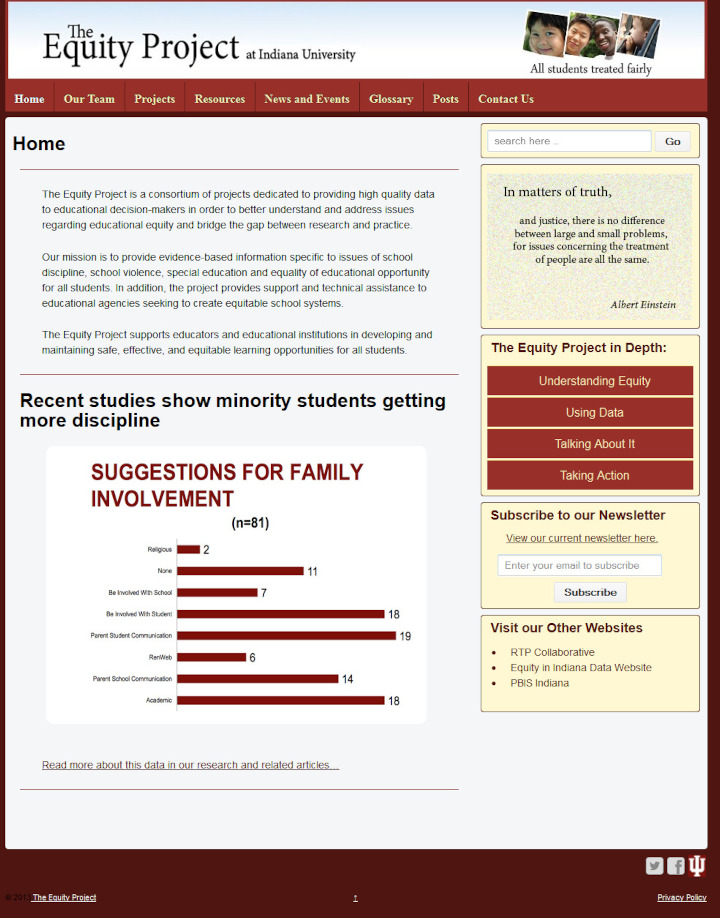 The
Equity Project at Indiana University
All students treated fairly
Home Our Team Projects Resources News and Events Glossary Posts Contact Us
Home
The Equity Project is a consortium of projects dedicated to providing high quality data
to educational decision-makers in order to better understand and address issues
regarding educational equity and bridge the gap between research and practice.
Our mission is to provide evidence-based information specific to issues of school
discipline, school violence, special education and equality of educational opportunity
for all students. In addition, the project provides support and technical assistance to
educational agencies seeking to create equitable school systems.
The Equity Project supports educators and educational institutions in developing and
maintaining safe, effective, and equitable learning opportunities for all students.
Recent studies show minority students getting
more discipline
SUGGESTIONS FOR FAMILY
INVOLVEMENT
(n=81)
Religious 2
None 11
Be Involved With School 7
Be Involved With Student 18
Parent Student Communication 19
RenWeb 6
Parent School Communication 14
Academic 18
Read more about this data in our research and related articles…
search here .. Go
In matters of truth,
and justice, there is no difference
between large and small problems,
for issues concerning the treatment
of people are all the same.
Albert Einstein
The Equity Project in Depth:
Understanding Equity
Using Data
Talking About It
Taking Action
Subscribe to our Newsletter
View our current newsletter here.
Enter your email to subscribe
Subscribe
Visit our Other Websites
RTP Collaborative
Equity in Indiana Data Website
PBIS Indiana
The Equity Project ↑ Privacy Policy